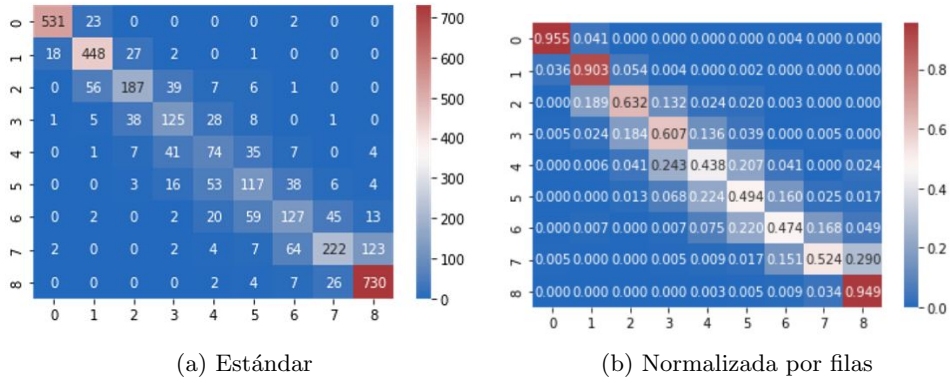 0 531 23 0 0 0 0 2 0 0
1 18 448 27 2 0 1 0 0 0
2 0 56 187 39 7 6 1 0 0
3 1 5 38 125 28 8 0 1 0
4 0 1 7 41 74 35 7 0 4
5 0 0 3 16 53 117 38 6 4
6 0 2 0 2 20 59 127 45 13
7 2 0 0 2 4 7 64 222 123
8 0 0 0 0 2 4 7 26 730
0 1 2 3 4 5 6 7 8
700
600
500
400
300
200
100
0
(a) Estándar
0 0.955 0.041 0.000 0.000 0.000 0.000 0.004 0.000 0.000
1 0.036 0.903 0.054 0.004 0.000 0.002 0.000 0.000 0.000
2 0.000 0.189 0.632 0.132 0.024 0.020 0.003 0.000 0.000
3 0.005 0.024 0.184 0.607 0.136 0.039 0.000 0.005 0.000
4 0.000 0.006 0.041 0.243 0.438 0.207 0.041 0.000 0.024
5 0.000 0.000 0.013 0.068 0.224 0.494 0.160 0.025 0.017
6 0.000 0.007 0.000 0.007 0.075 0.220 0.474 0.168 0.049
7 0.005 0.000 0.000 0.005 0.009 0.017 0.151 0.524 0.290
8 0.000 0.000 0.000 0.000 0.003 0.005 0.009 0.034 0.949
0 1 2 3 4 5 6 7 8
0.8
0.6
0.4
0.2
0.0
(b) Normalizada por filas